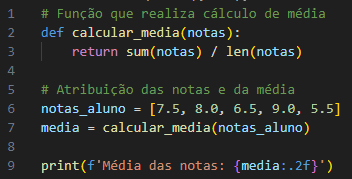 1 # Função que realiza cálculo de média
2 def calcular_media(notas):
3     return sum(notas) / len(notas)
4
5 # Atribuição das notas e da média
6 notas_aluno = [7.5, 8.0, 6.5, 9.0, 5.5]
7 media = calcular_media(notas_aluno)
8
9 print(f'Média das notas: {media:.2f}')